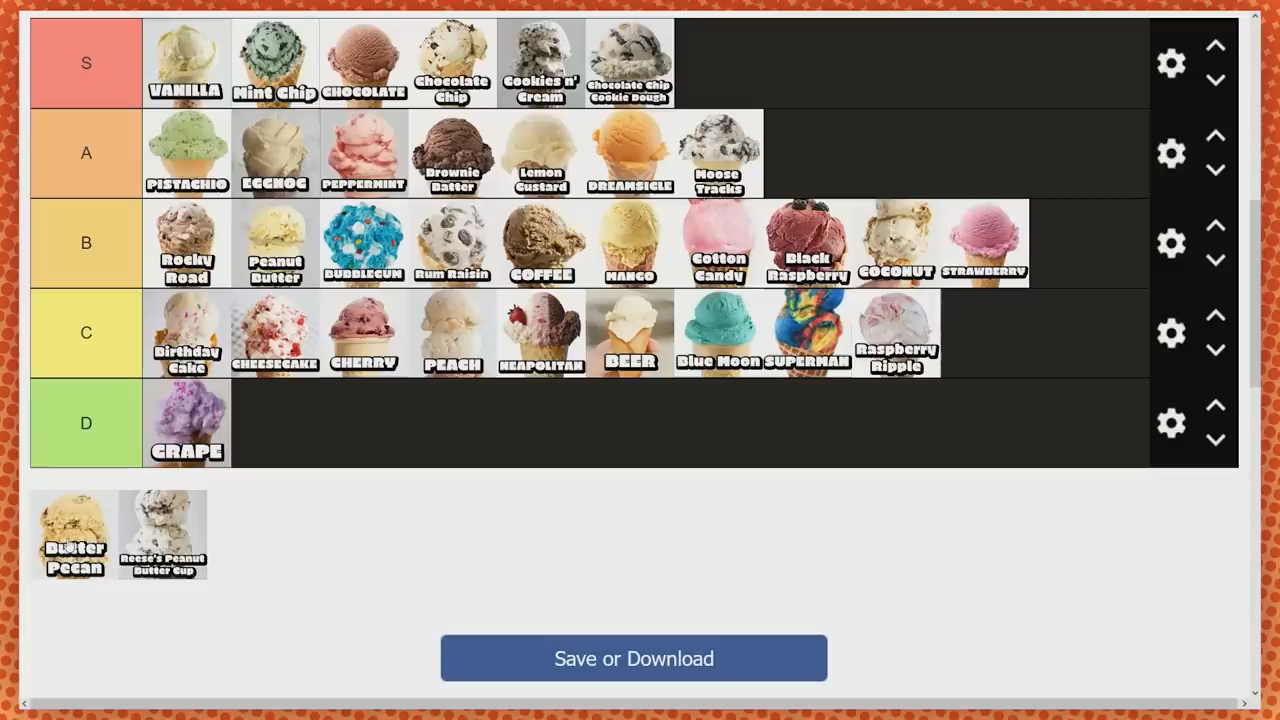 S
VANILLA
Mint Chip
CHOCOLATE
Chocolate
Chip
Cookies n'
Cream
Chocolate Chip
Cookie Dough
A
PISTACHIO
EGGNOG
PEPPERMINT
Brownie
Batter
Lemon
Custard
DREAMSICLE
Moose
Tracks
B
Rocky
Road
Peanut
Butter
BUBBLEGUM
Rum Raisin
COFFEE
MANGO
Cotton
Candy
Black
Raspberry
COCONUT
STRAWBERRY
C
Birthday
Cake
CHEESECAKE
CHERRY
PEACH
NEAPOLITAN
BEER
Blue Moon
SUPERMAN
Raspberry
Ripple
D
GRAPE
Butter
Pecan
Reese's Peanut
Butter Cup
Save or Download